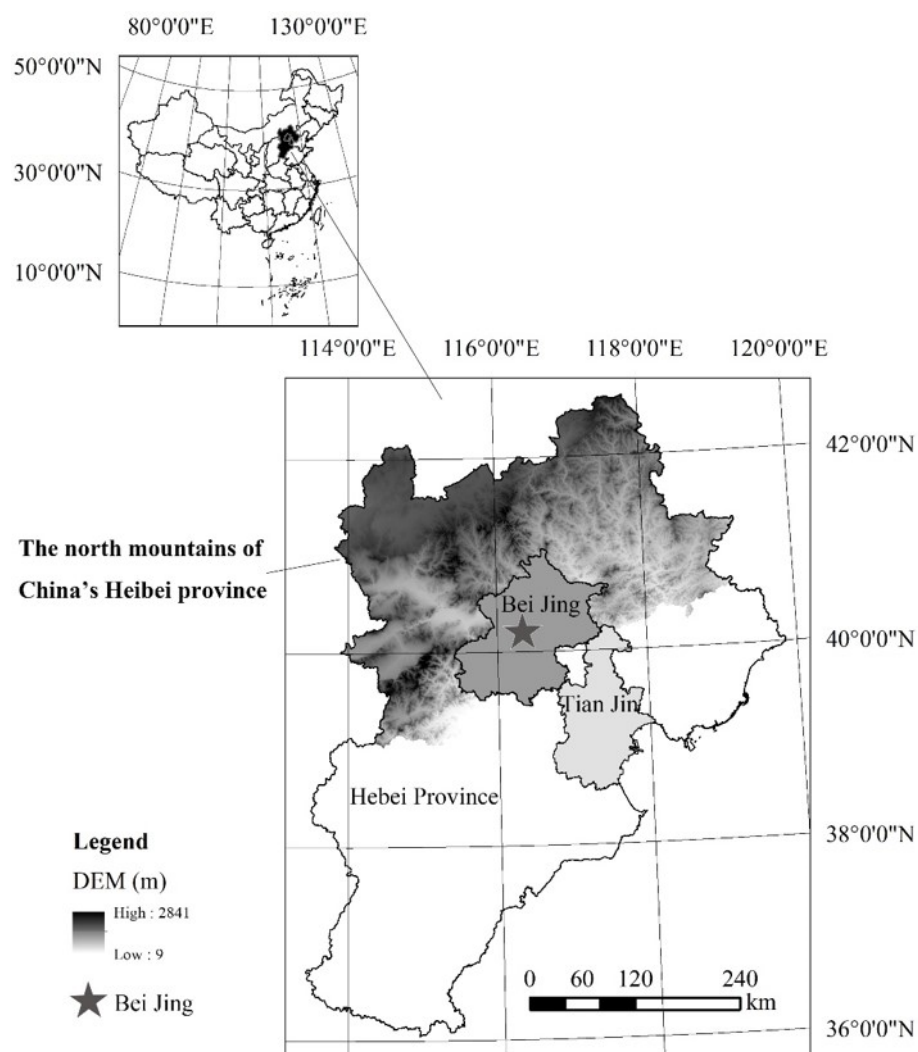 80°0'0"E 130°0'0"E
50°0'0"N
30°0'0"N
10°0'0"N
114°0'0"E 116°0'0"E 118°0'0"E 120°0'0"E
42°0'0"N
The north mountains of
China's Heibei province
Bei Jing
40°0'0"N
Tian Jin
Hebei Province
38°0'0"N
Legend
DEM (m)
High : 2841
Low : 9
Bei Jing
0 60 120 240
km
36°0'0"N